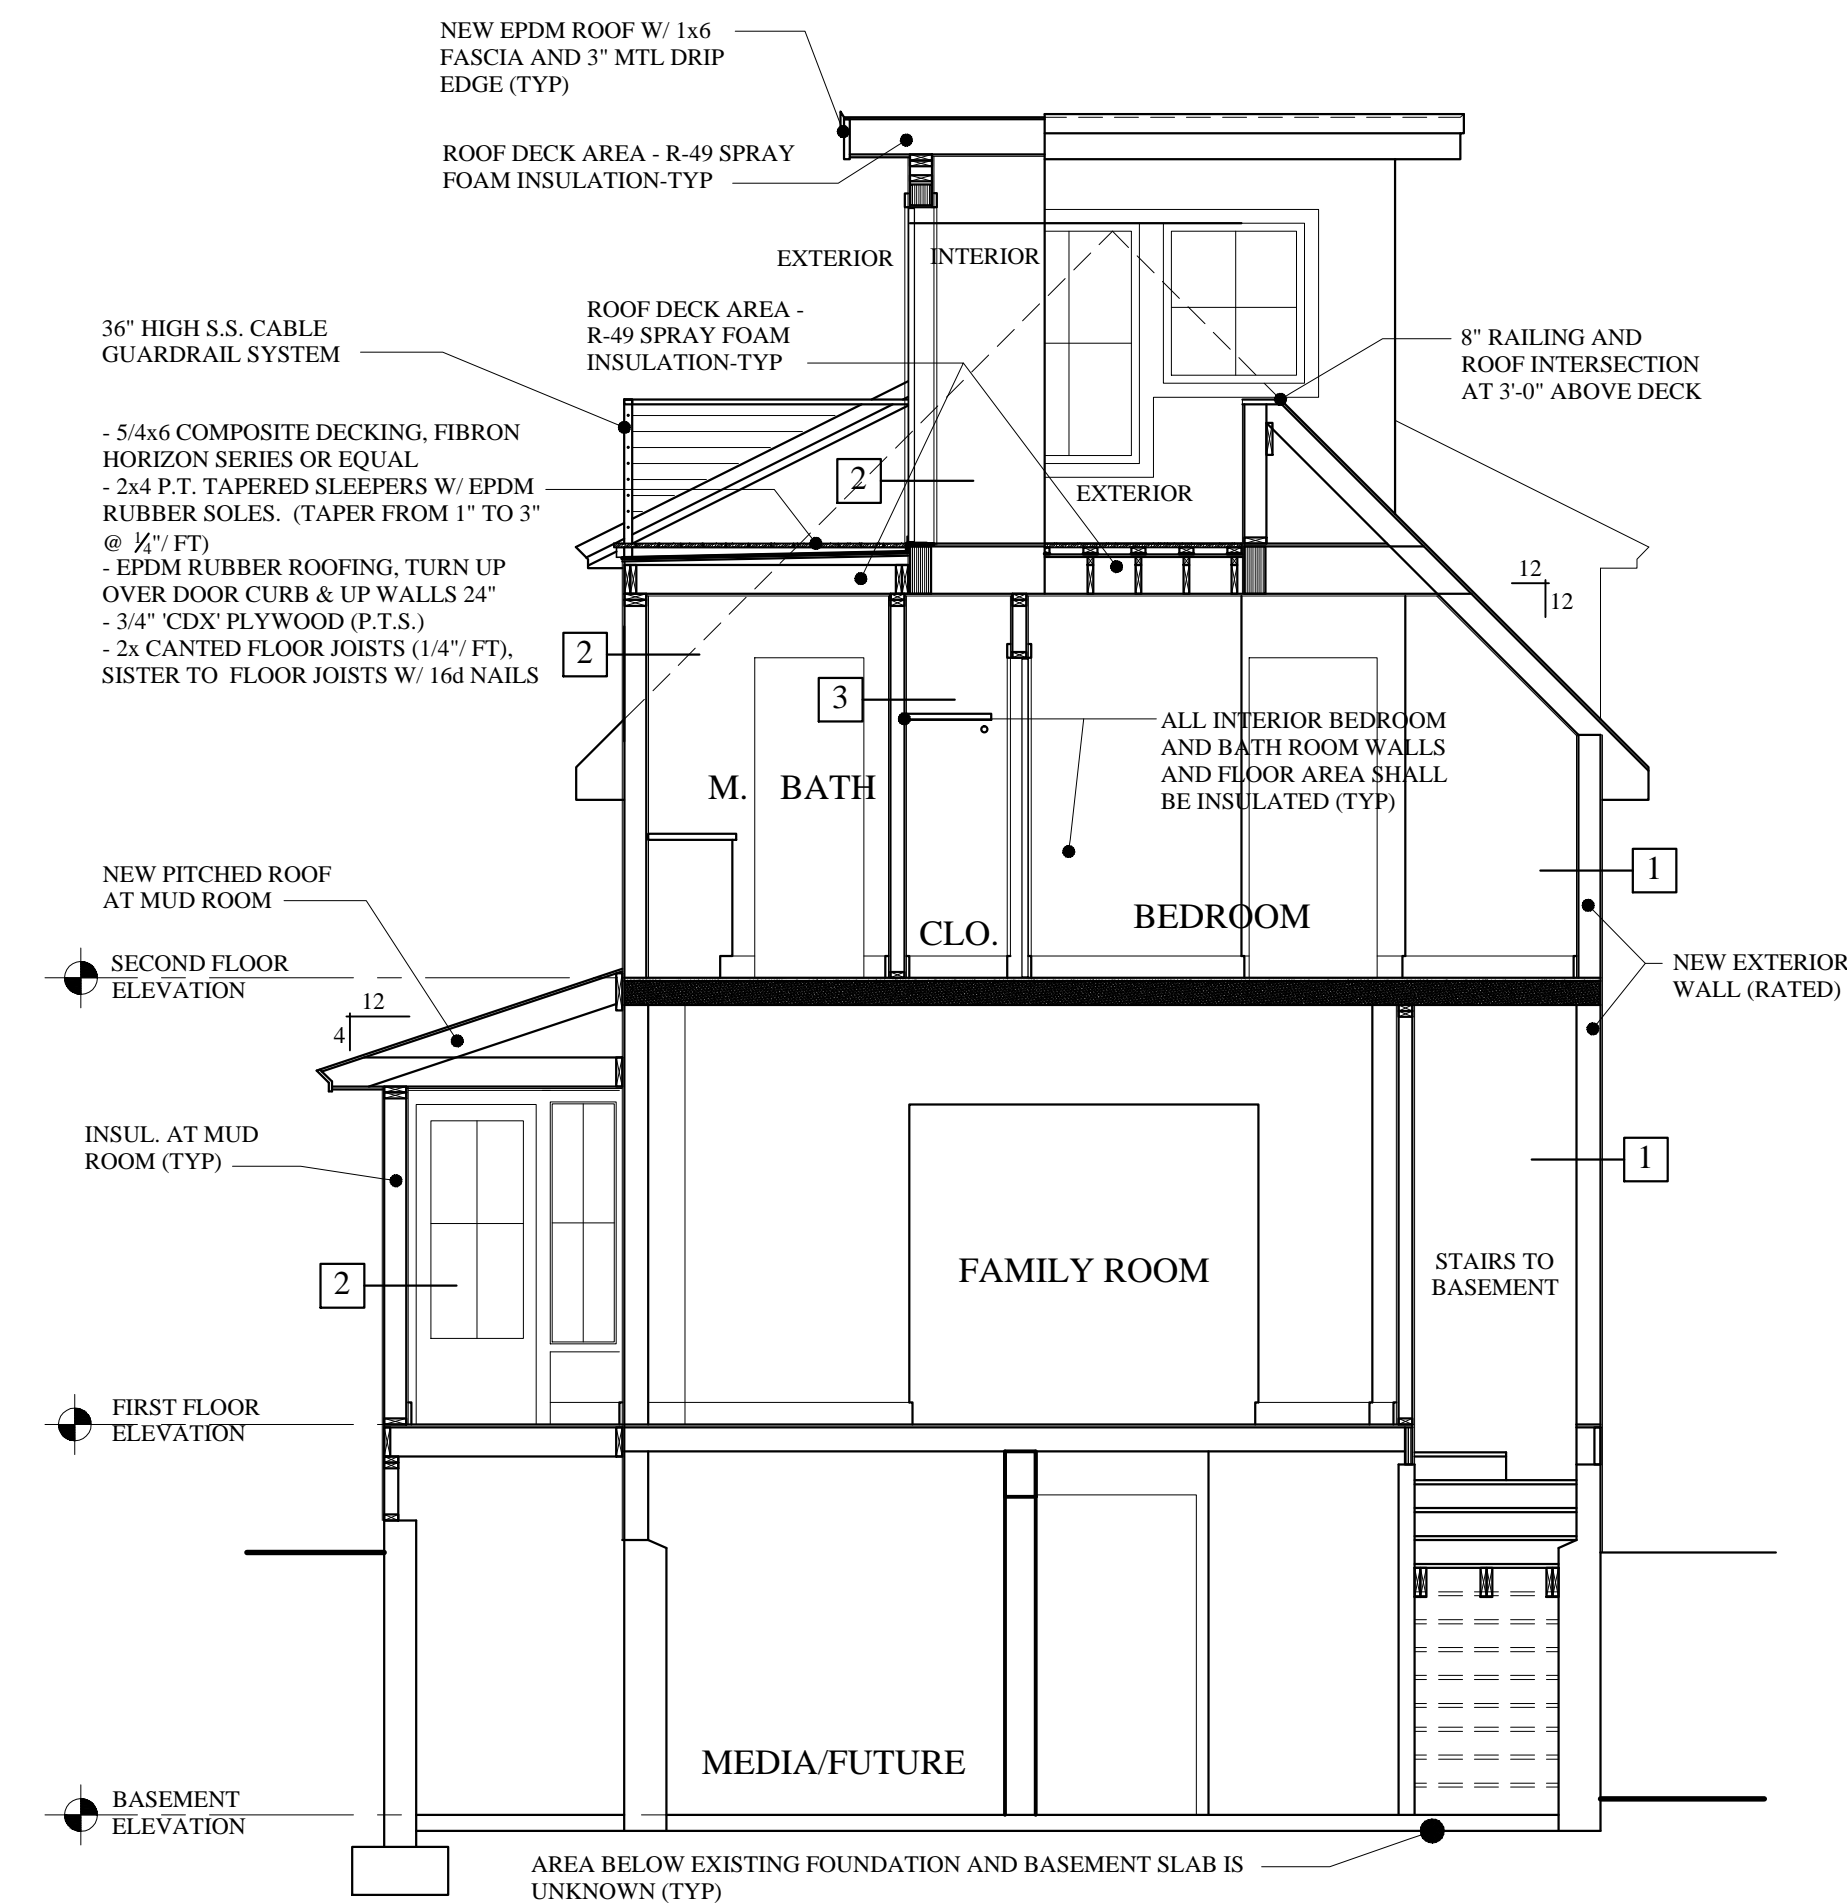 NEW EPDM ROOF W/ 1x6
FASCIA AND 3" MTL DRIP
EDGE (TYP)
ROOF DECK AREA - R-49 SPRAY
FOAM INSULATION-TYP
EXTERIOR
INTERIOR
ROOF DECK AREA -
R-49 SPRAY FOAM
INSULATION-TYP
36" HIGH S.S. CABLE
GUARDRAIL SYSTEM
8" RAILING AND
ROOF INTERSECTION
AT 3'-0" ABOVE DECK
- 5/4x6 COMPOSITE DECKING, FIBRON
HORIZON SERIES OR EQUAL
- 2x4 P.T. TAPERED SLEEPERS W/ EPDM
RUBBER SOLES.  (TAPER FROM 1" TO 3"
@ ¼"/ FT)
- EPDM RUBBER ROOFING, TURN UP
OVER DOOR CURB & UP WALLS 24"
- 3/4" 'CDX' PLYWOOD (P.T.S.)
- 2x CANTED FLOOR JOISTS (1/4"/ FT),
SISTER TO  FLOOR JOISTS W/ 16d NAILS
2
EXTERIOR
12
12
2
3
ALL INTERIOR BEDROOM
AND BATH ROOM WALLS
AND FLOOR AREA SHALL
BE INSULATED (TYP)
M. BATH
CLO.
BEDROOM
1
NEW PITCHED ROOF
AT MUD ROOM
SECOND FLOOR
ELEVATION
NEW EXTERIOR
WALL (RATED)
12
4
INSUL. AT MUD
ROOM (TYP)
1
2
FAMILY ROOM
STAIRS TO
BASEMENT
FIRST FLOOR
ELEVATION
MEDIA/FUTURE
BASEMENT
ELEVATION
AREA BELOW EXISTING FOUNDATION AND BASEMENT SLAB IS
UNKNOWN (TYP)